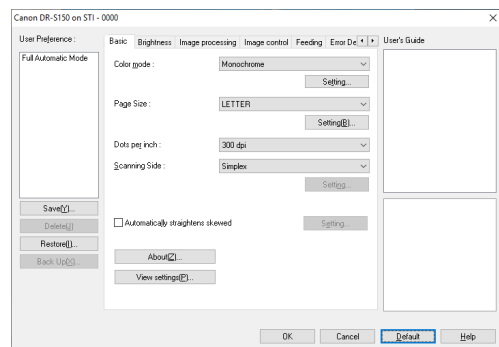 Canon DR-S150 on STI - 0000
User Preference :
Full Automatic Mode
Save[Y]...
Delete[J]
Restore[I]...
Back Up[X]...
Basic
Brightness
Image processing
Image control
Feeding
Error De
Color mode :
Monochrome
Setting...
Page Size :
LETTER
Setting[B]...
Dots per inch :
300 dpi
Scanning Side :
Simplex
Setting...
Automatically straightens skewed
Setting...
About[Z]...
View settings[P]...
User's Guide
OK
Cancel
Default
Help